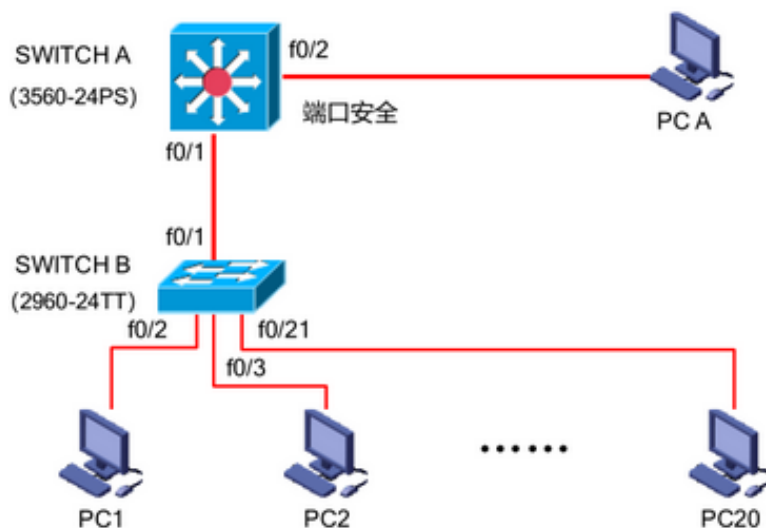 SWITCH A
(3560-24PS)
f0/2
端口安全
PC A
f0/1
f0/1
SWITCH B
(2960-24TT)
f0/2
f0/3
f0/21
······
PC1
PC2
PC20